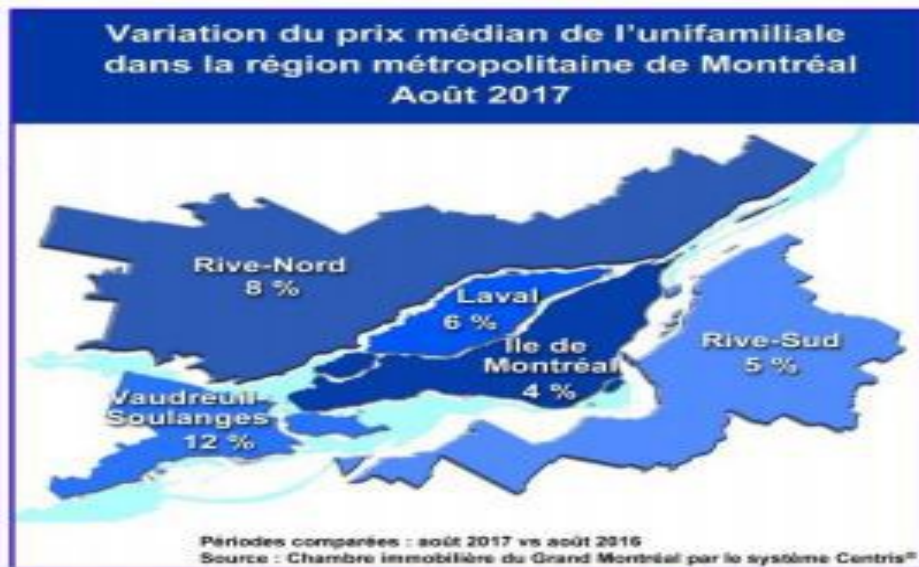 Variation du prix médian de l'unifamiliale
dans la région métropolitaine de Montréal
Août 2017
Rive-Nord
8 %
Laval
6 %
Île de
Montréal
4 %
Rive-Sud
5 %
Vaudreuil-
Soulanges
12 %
Périodes comparées : août 2017 vs août 2016
Source : Chambre immobilière du Grand Montréal par le système Centris®